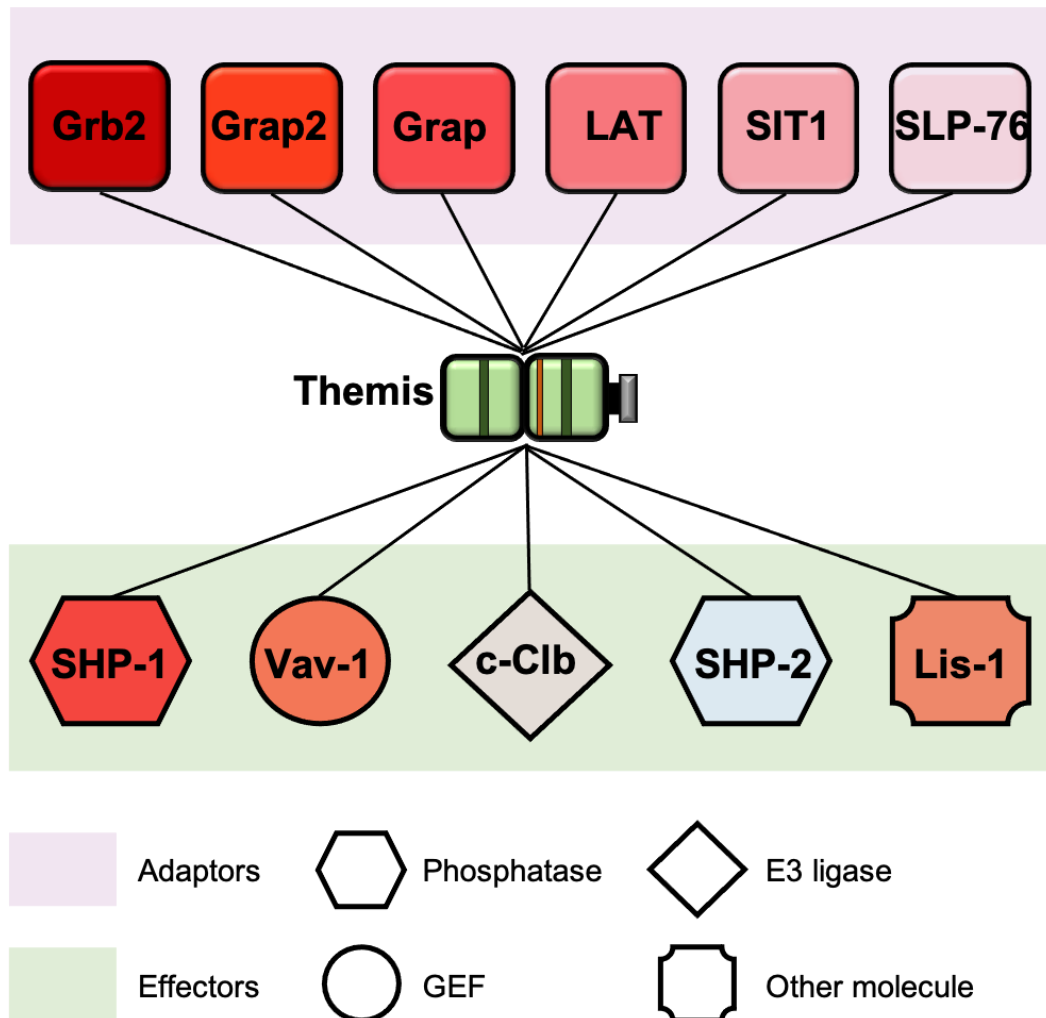 Grb2 Grap2 Grap LAT SIT1 SLP-76
Themis
SHP-1 Vav-1 c-Clb SHP-2 Lis-1
Adaptors Phosphatase E3 ligase
Effectors GEF Other molecule